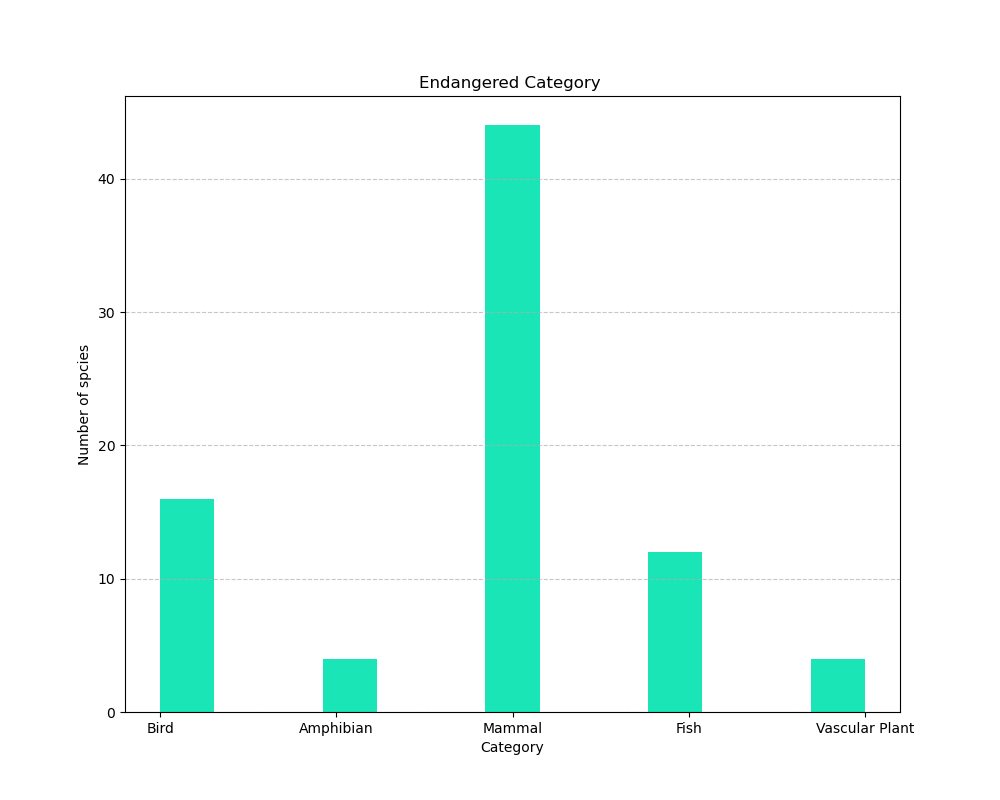 Endangered Category
40
30
20
10
0
Number of spcies
Bird Amphibian Mammal Fish Vascular Plant
Category